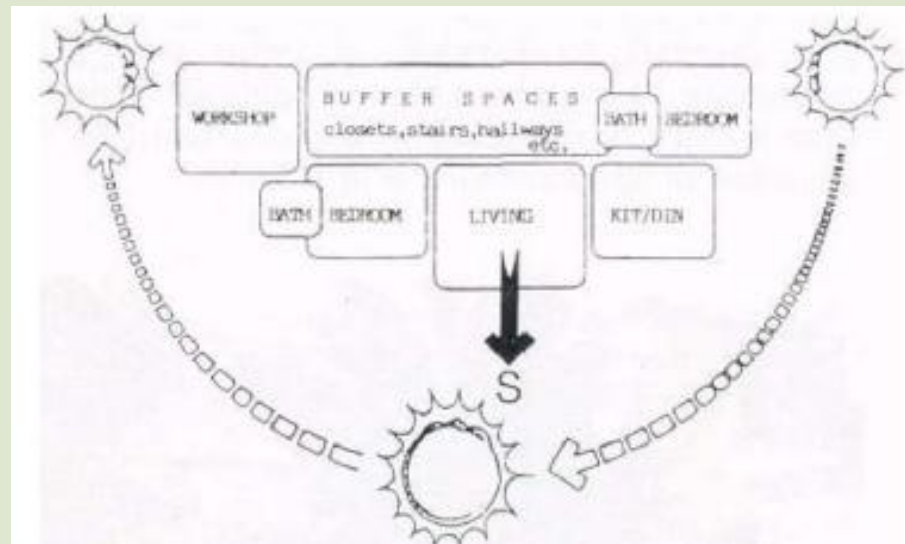 BUFFER SPACES
WORKSHOP
closets,stairs,hallways
etc.
BATH
BEDROOM
BATH
BEDROOM
LIVING
KIT/DIN
S